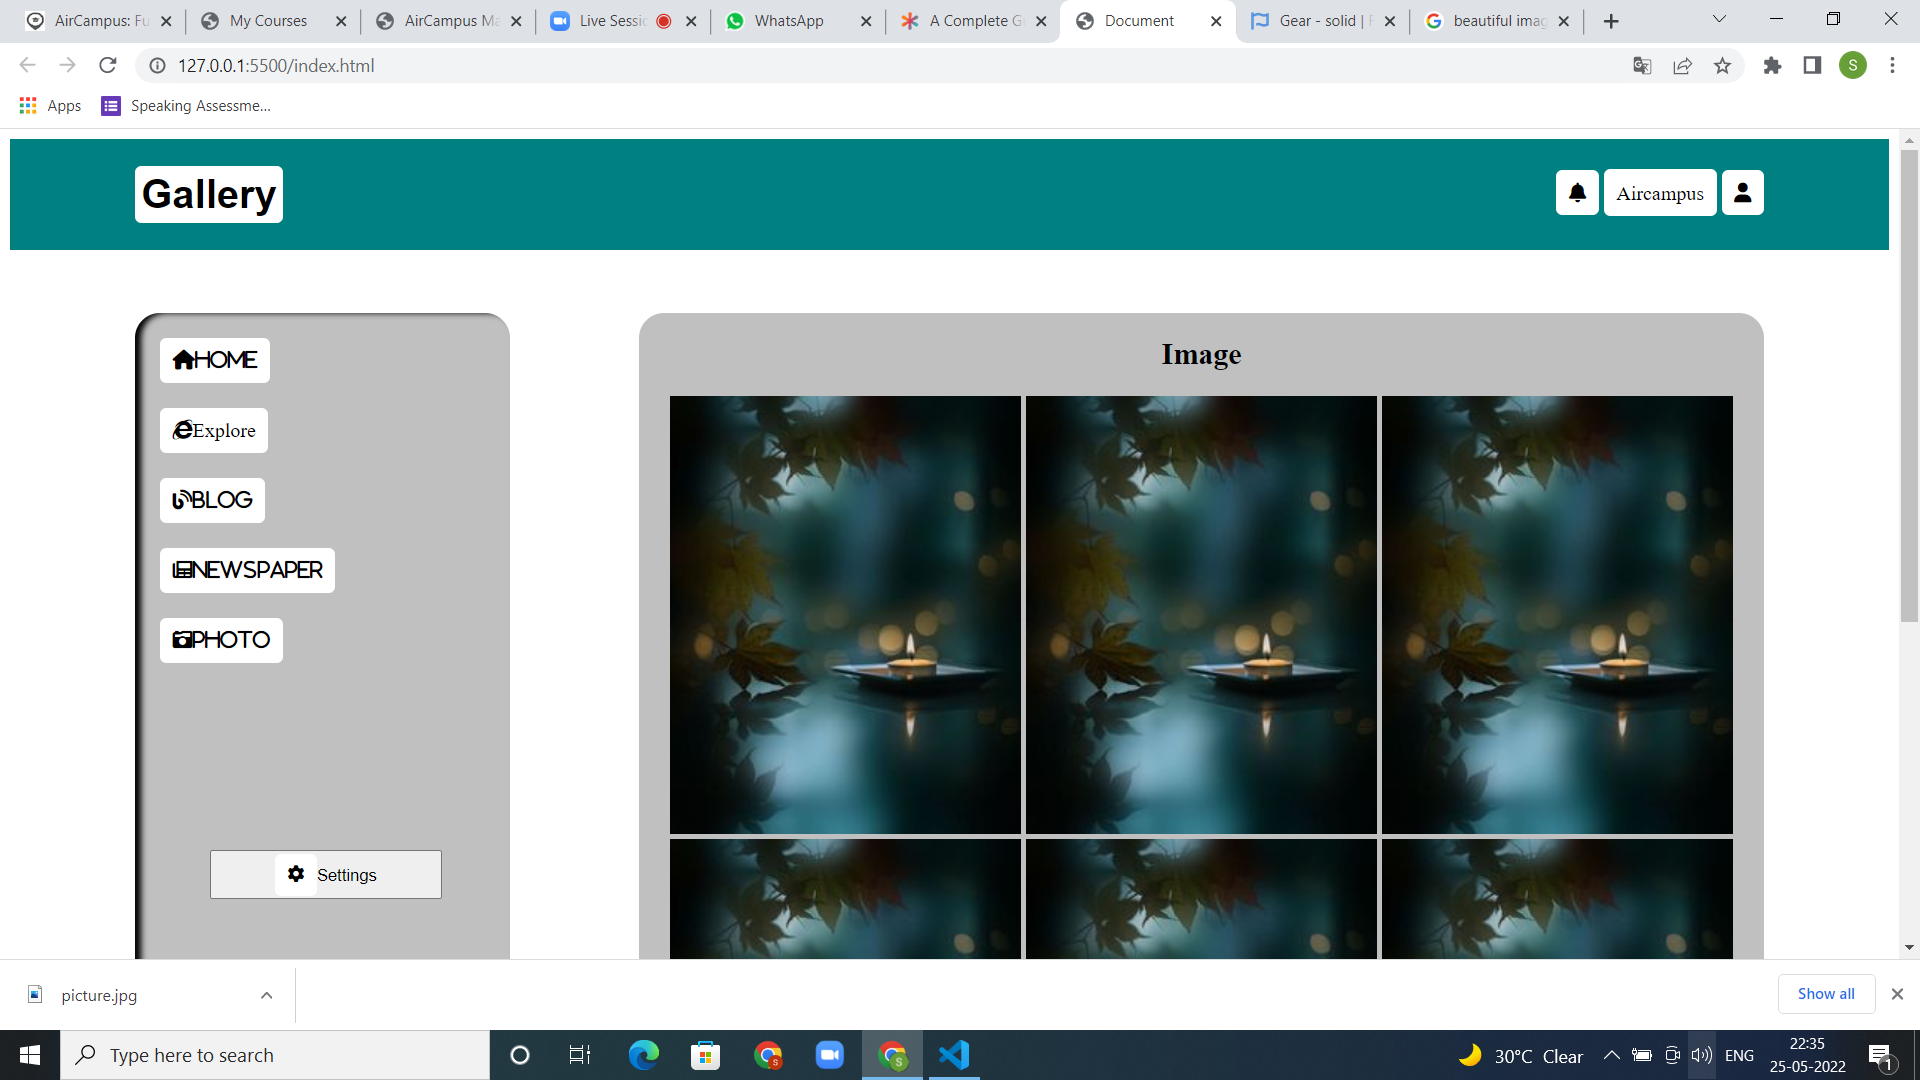 AirCampus: Fu
My Courses
AirCampus Ma
Live Sessic
WhatsApp
A Complete G
Document
Gear - solid |
beautiful imag
127.0.0.1:5500/index.html
S
Apps
Speaking Assessme...
Gallery
Aircampus
HOME
Explore
BLOG
NEWSPAPER
PHOTO
Settings
Image
picture.jpg
Show all
Type here to search
30°C Clear
ENG
22:35
25-05-2022
1